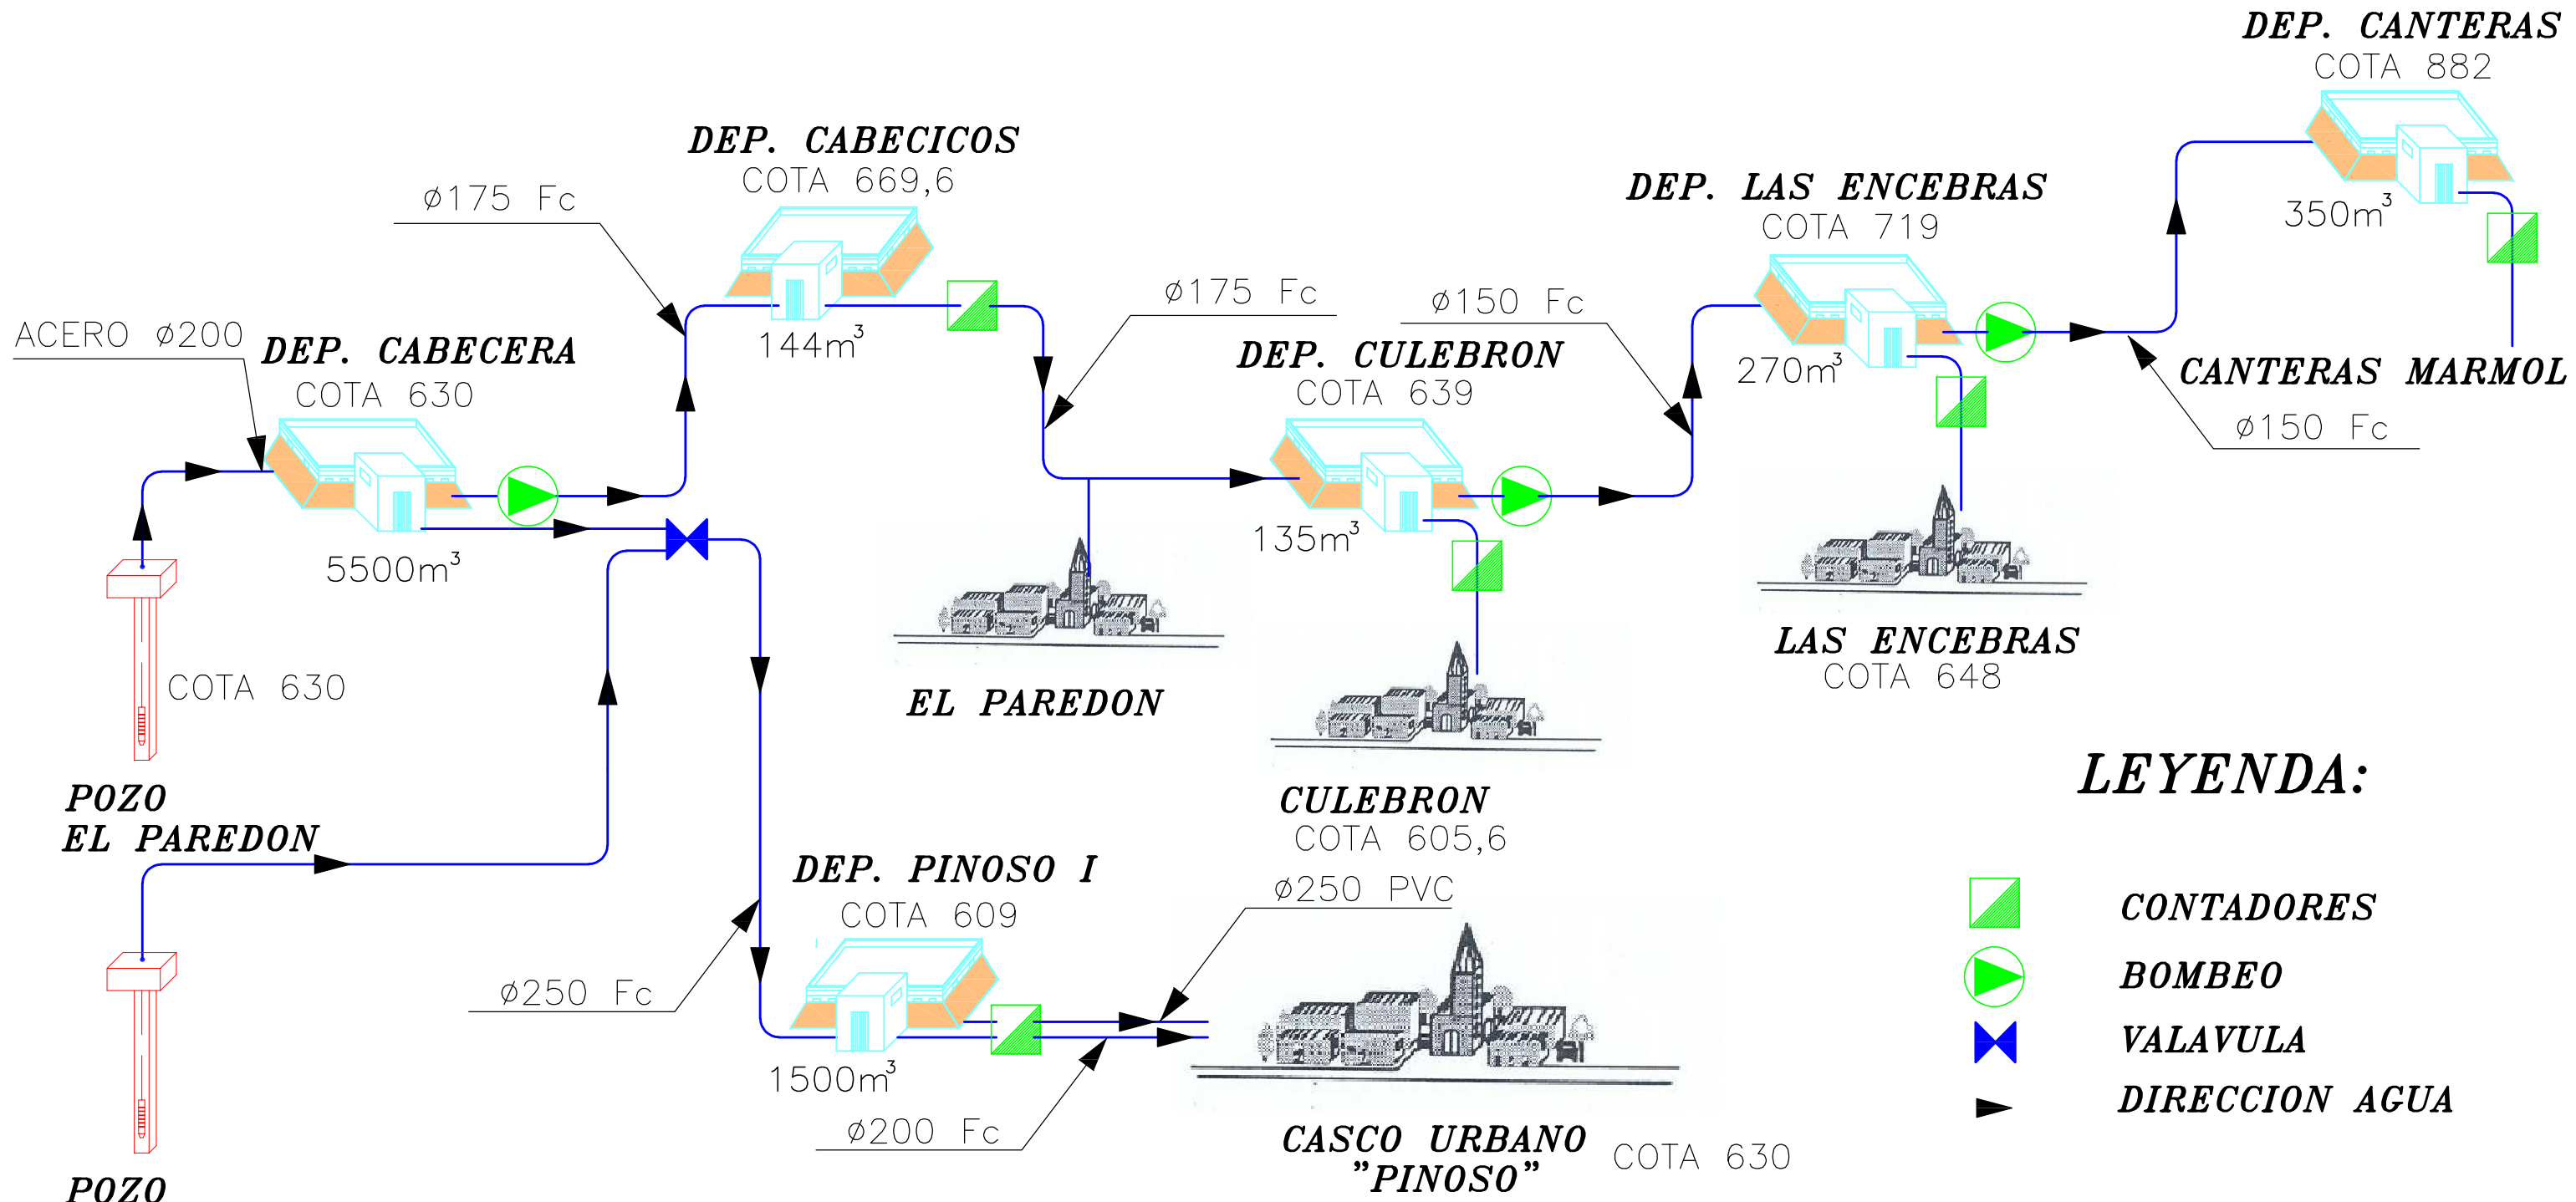 DEP. CANTERAS
COTA 882
350m³
CANTERAS MARMOL
DEP. CABECICOS
COTA 669,6
144m³
DEP. LAS ENCEBRAS
COTA 719
270m³
ø175 Fc
ø175 Fc
ø150 Fc
ø150 Fc
ACERO ø200
DEP. CABECERA
COTA 630
5500m³
DEP. CULEBRON
COTA 639
135m³
COTA 630
POZO
EL PAREDON
EL PAREDON
LAS ENCEBRAS
COTA 648
CULEBRON
COTA 605,6
DEP. PINOSO I
COTA 609
1500m³
ø250 PVC
ø250 Fc
ø200 Fc
CASCO URBANO
"PINOSO"
COTA 630
POZO
LEYENDA:
CONTADORES
BOMBEO
VALAVULA
DIRECCION AGUA